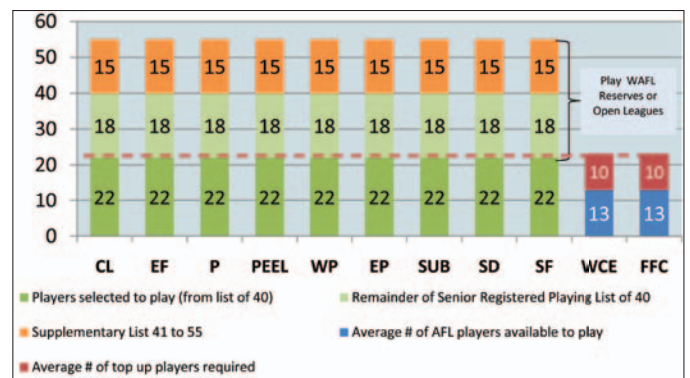 60
50
40
30
20
10
0
15 15 15 15 15 15 15 15 15
18 18 18 18 18 18 18 18 18
22 22 22 22 22 22 22 22 22
10 10
13 13
Play WAFL
Reserves or
Open Leagues
CL EF P PEEL WP EP SUB SD SF WCE FFC
Players selected to play (from list of 40) Remainder of Senior Registered Playing List of 40
Supplementary List 41 to 55 Average # of AFL players available to play
Average # of top up players required